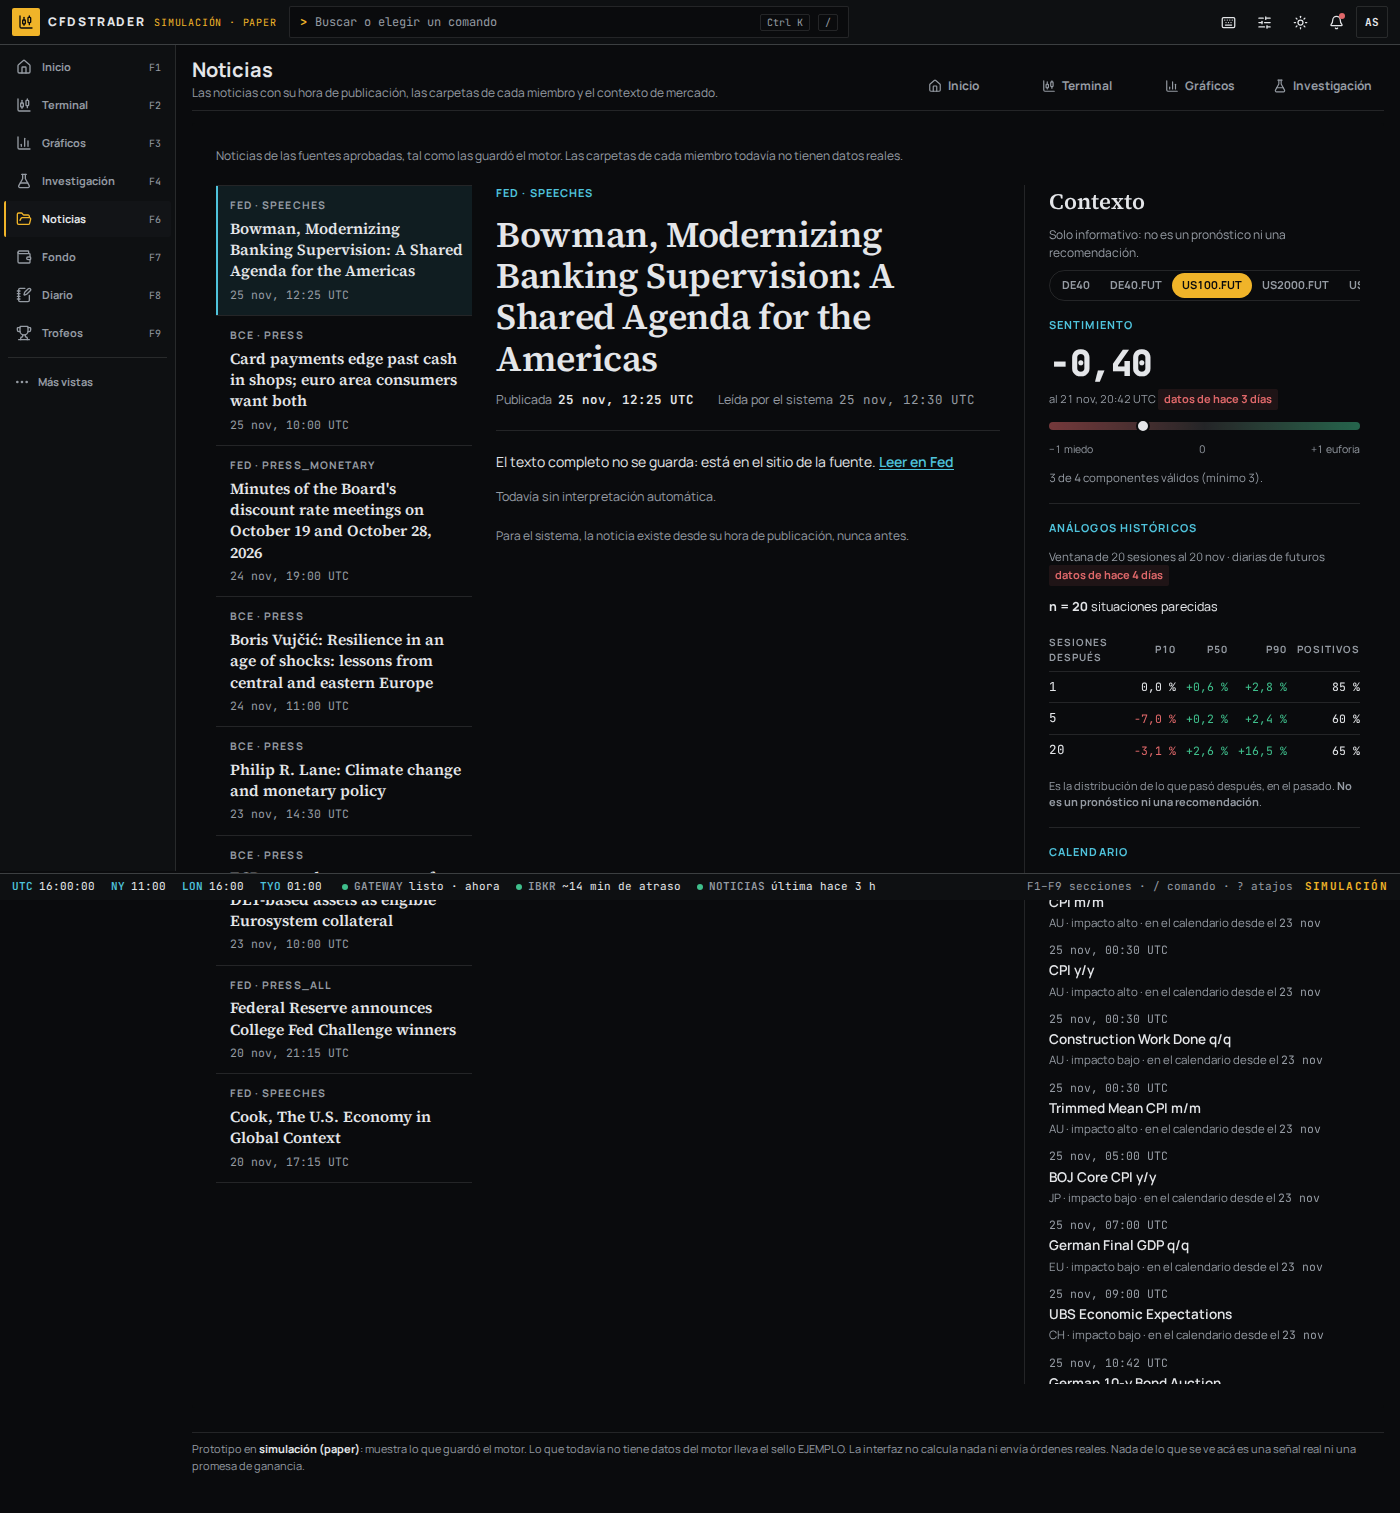 CFDSTRADER SIMULACIÓN · PAPER
> Buscar o elegir un comando Ctrl K /
AS
Inicio F1
Terminal F2
Gráficos F3
Investigación F4
Noticias F6
Fondo F7
Diario F8
Trofeos F9
Más vistas
Noticias
Las noticias con su hora de publicación, las carpetas de cada miembro y el contexto de mercado.
Inicio
Terminal
Gráficos
Investigación
Noticias de las fuentes aprobadas, tal como las guardó el motor. Las carpetas de cada miembro todavía no tienen datos reales.
FED · SPEECHES
Bowman, Modernizing
Banking Supervision: A Shared
Agenda for the Americas
25 nov, 12:25 UTC
BCE · PRESS
Card payments edge past cash
in shops; euro area consumers
want both
25 nov, 10:00 UTC
FED · PRESS_MONETARY
Minutes of the Board's
discount rate meetings on
October 19 and October 28,
2026
24 nov, 19:00 UTC
BCE · PRESS
Boris Vujčić: Resilience in an
age of shocks: lessons from
central and eastern Europe
24 nov, 11:00 UTC
BCE · PRESS
Philip R. Lane: Climate change
and monetary policy
23 nov, 14:30 UTC
BCE · PRESS
DLT-based assets as eligible
Eurosystem collateral
23 nov, 10:00 UTC
FED · PRESS_ALL
Federal Reserve announces
College Fed Challenge winners
20 nov, 21:15 UTC
FED · SPEECHES
Cook, The U.S. Economy in
Global Context
20 nov, 17:15 UTC
FED · SPEECHES
Bowman, Modernizing
Banking Supervision: A
Shared Agenda for the
Americas
Publicada 25 nov, 12:25 UTC Leída por el sistema 25 nov, 12:30 UTC
El texto completo no se guarda: está en el sitio de la fuente. Leer en Fed
Todavía sin interpretación automática.
Para el sistema, la noticia existe desde su hora de publicación, nunca antes.
Contexto
Solo informativo: no es un pronóstico ni una
recomendación.
DE40 DE40.FUT US100.FUT US2000.FUT US
SENTIMIENTO
-0,40
al 21 nov, 20:42 UTC datos de hace 3 días
−1 miedo 0 +1 euforia
3 de 4 componentes válidos (mínimo 3).
ANÁLOGOS HISTÓRICOS
Ventana de 20 sesiones al 20 nov · diarias de futuros
datos de hace 4 días
n = 20 situaciones parecidas
SESIONES DESPUÉS P10 P50 P90 POSITIVOS
1 0,0 % +0,6 % +2,8 % 85 %
5 -7,0 % +0,2 % +2,4 % 60 %
20 -3,1 % +2,6 % +16,5 % 65 %
Es la distribución de lo que pasó después, en el pasado. No
es un pronóstico ni una recomendación.
CALENDARIO
CPI m/m
AU · impacto alto · en el calendario desde el 23 nov
25 nov, 00:30 UTC
CPI y/y
AU · impacto alto · en el calendario desde el 23 nov
25 nov, 00:30 UTC
Construction Work Done q/q
AU · impacto bajo · en el calendario desde el 23 nov
25 nov, 00:30 UTC
Trimmed Mean CPI m/m
AU · impacto alto · en el calendario desde el 23 nov
25 nov, 05:00 UTC
BOJ Core CPI y/y
JP · impacto bajo · en el calendario desde el 23 nov
25 nov, 07:00 UTC
German Final GDP q/q
EU · impacto bajo · en el calendario desde el 23 nov
25 nov, 09:00 UTC
UBS Economic Expectations
CH · impacto bajo · en el calendario desde el 23 nov
25 nov, 10:42 UTC
German 10-y Bond Auction
UTC 16:00:00 NY 11:00 LON 16:00 TYO 01:00 GATEWAY listo · ahora IBKR ~14 min de atraso NOTICIAS última hace 3 h F1–F9 secciones · / comando · ? atajos SIMULACIÓN
Prototipo en simulación (paper): muestra lo que guardó el motor. Lo que todavía no tiene datos del motor lleva el sello EJEMPLO. La interfaz no calcula nada ni envía órdenes reales. Nada de lo que se ve acá es una señal real ni una
promesa de ganancia.